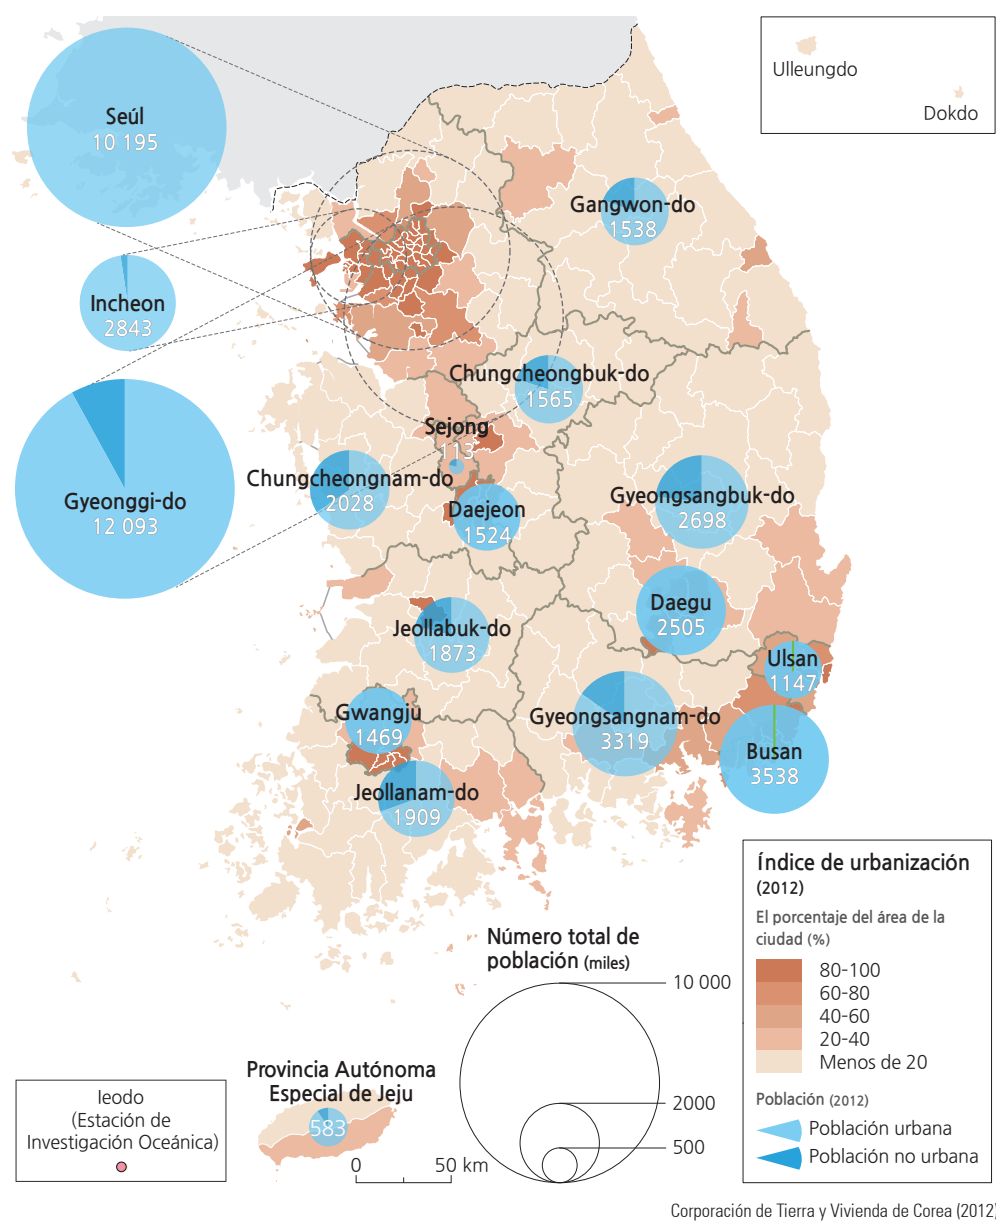 Ulleungdo
Dokdo
Seúl
10 195
Gangwon-do
1538
Incheon
2843
Chungcheongbuk-do
1565
Sejong
113
Chungcheongnam-do
2028
Gyeonggi-do
12 093
Daejeon
1524
Gyeongsangbuk-do
2698
Daegu
2505
Jeollabuk-do
1873
Ulsan
1147
Gwangju
1469
Gyeongsangnam-do
3319
Busan
3538
Jeollanam-do
1909
Índice de urbanización
(2012)
El porcentaje del área de la
ciudad (%)
80-100
60-80
40-60
20-40
Menos de 20
Población (2012)
Población urbana
Población no urbana
Número total de
población (miles)
10 000
2000
500
Provincia Autónoma
Especial de Jeju
583
0 50 km
Ieodo
(Estación de
Investigación Oceánica)
Corporación de Tierra y Vivienda de Corea (2012)